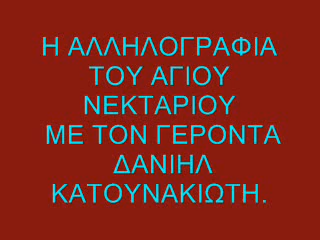 Η ΑΛΛΗΛΟΓΡΑΦΙΑ
ΤΟΥ ΑΓΙΟΥ
ΝΕΚΤΑΡΙΟΥ
ΜΕ ΤΟΝ ΓΕΡΟΝΤΑ
ΔΑΝΙΗΛ
ΚΑΤΟΥΝΑΚΙΩΤΗ.